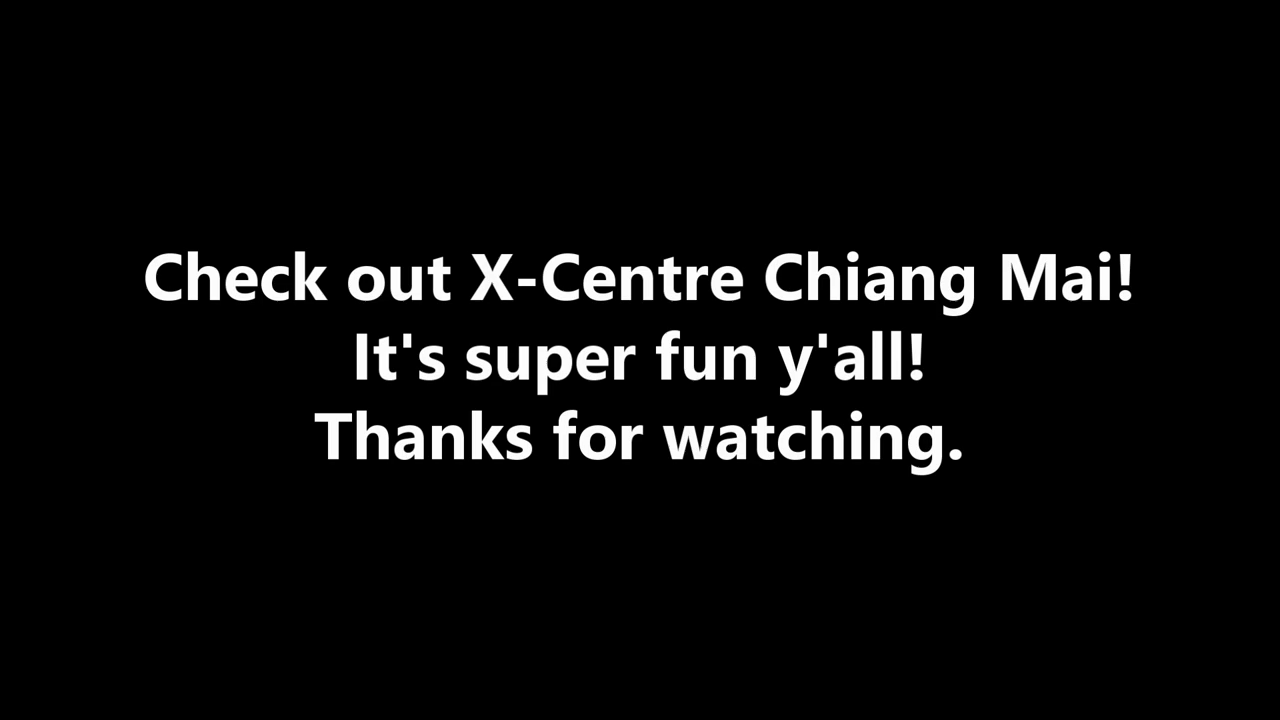 Check out X-Centre Chiang Mai!
It's super fun y'all!
Thanks for watching.